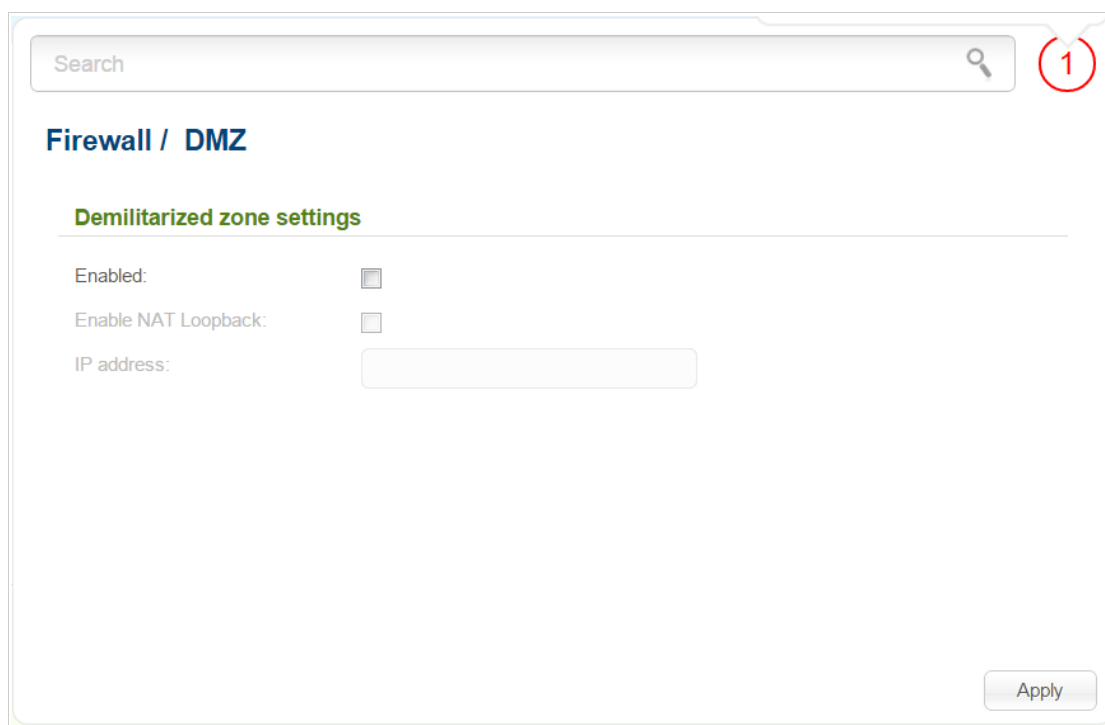 Search
1
Firewall / DMZ
Demilitarized zone settings
Enabled:
Enable NAT Loopback:
IP address:
Apply